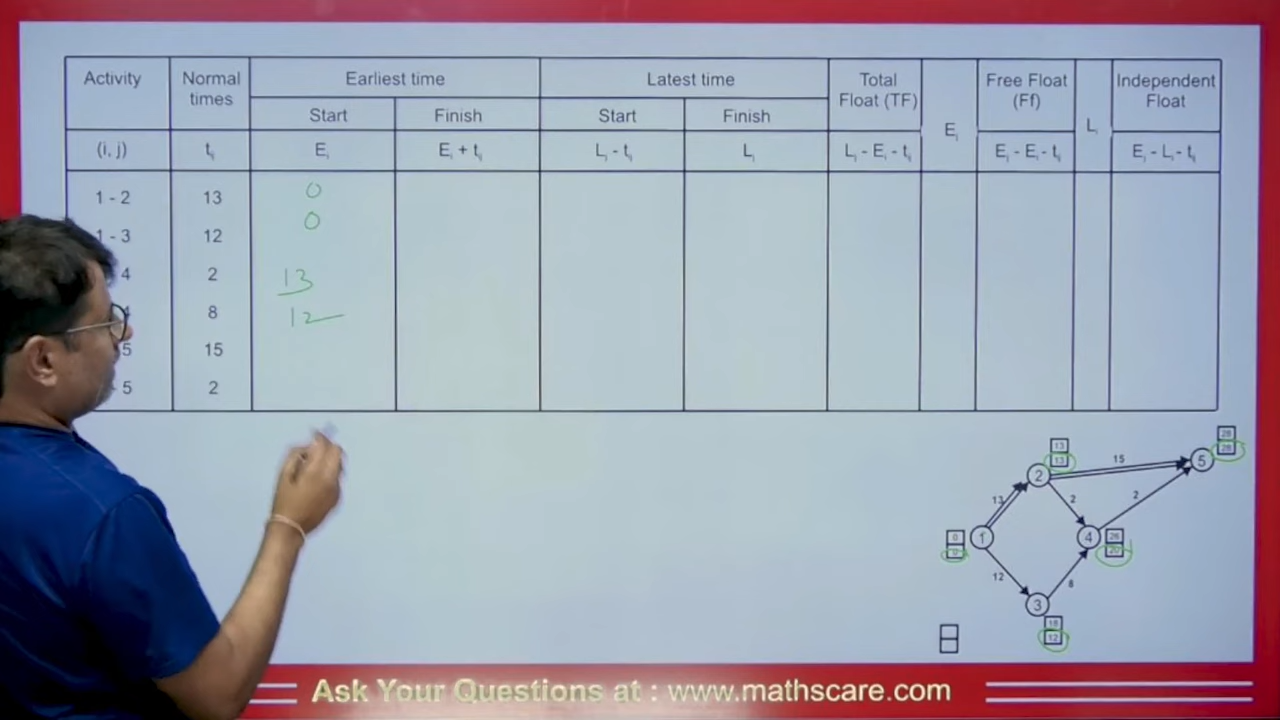 Activity Normal times Earliest time Latest time Total Float (TF) Ej Free Float (Ff) Li Independent Float
Start Finish Start Finish
(i, j) tij Ei Ei + tij Lj - tij Lj Lj - Ei - tij Ej - Ei - tij Ej - Li - tij
1 - 2 13 0
1 - 3 12 0
4 2 13
8 12
5 15
- 5 2
28
28
13
13
15
5
2
13
2
2
0
0
1
4
26
20
12
8
3
18
12
Ask Your Questions at : www.mathscare.com